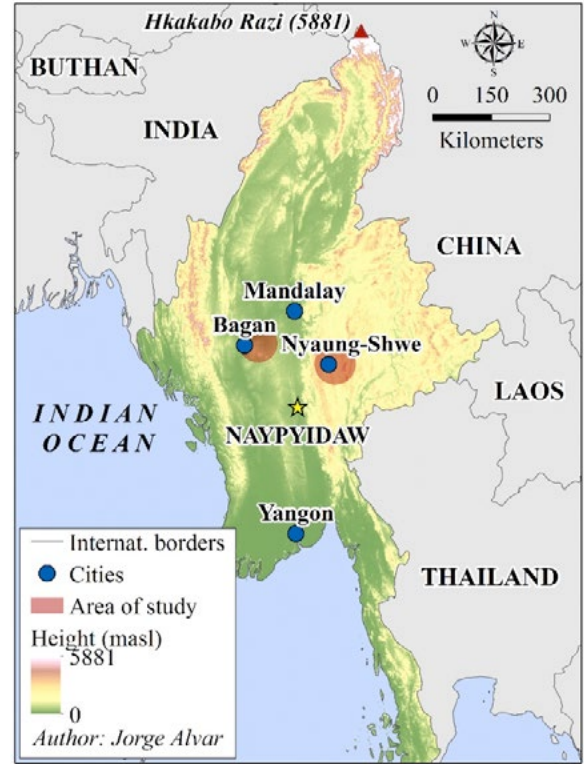 Hkakabo Razi (5881)
N
W E
S
BUTHAN
0 150 300
Kilometers
INDIA
CHINA
Mandalay
Bagan
Nyaung-Shwe
LAOS
INDIAN
OCEAN
NAYPYIDAW
Yangon
THAILAND
Internat. borders
Cities
Area of study
Height (masl)
5881
0
Author: Jorge Alvar